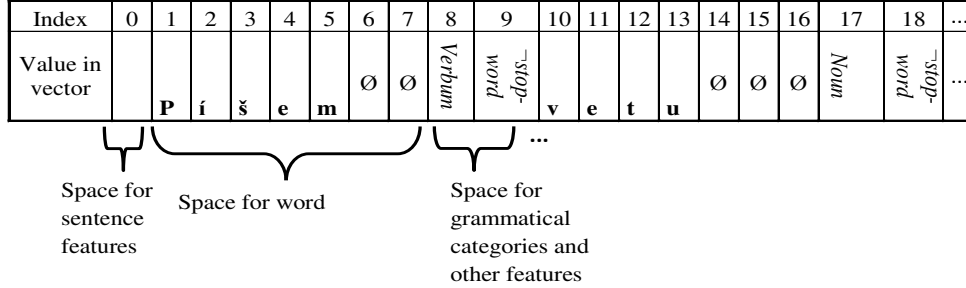 Index 0 1 2 3 4 5 6 7 8 9 10 11 12 13 14 15 16 17 18 ...
Value in vector P í š e m Ø Ø Verbum ¬stop-word v e t u Ø Ø Ø Noun ¬stop-word ...
...
Space for sentence features
Space for word
Space for grammatical categories and other features